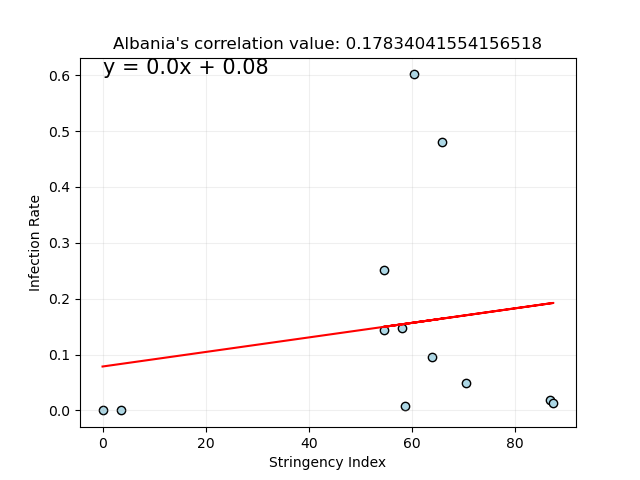 Albania's correlation value: 0.17834041554156518
y = 0.0x + 0.08
0.6
0.5
0.4
0.3
0.2
0.1
0.0
Infection Rate
0 20 40 60 80
Stringency Index